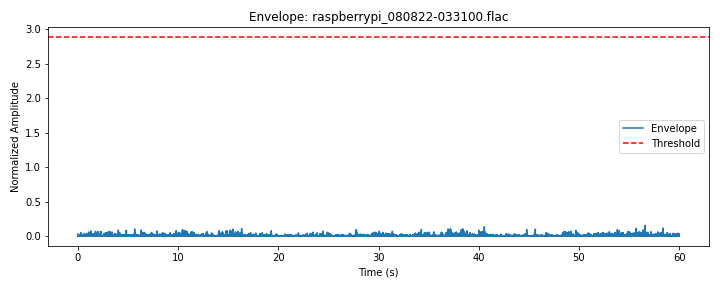 Envelope: raspberrypi_080822-033100.flac
3.0
2.5
2.0
1.5
1.0
0.5
0.0
Normalized Amplitude
Envelope
Threshold
0 10 20 30 40 50 60
Time (s)